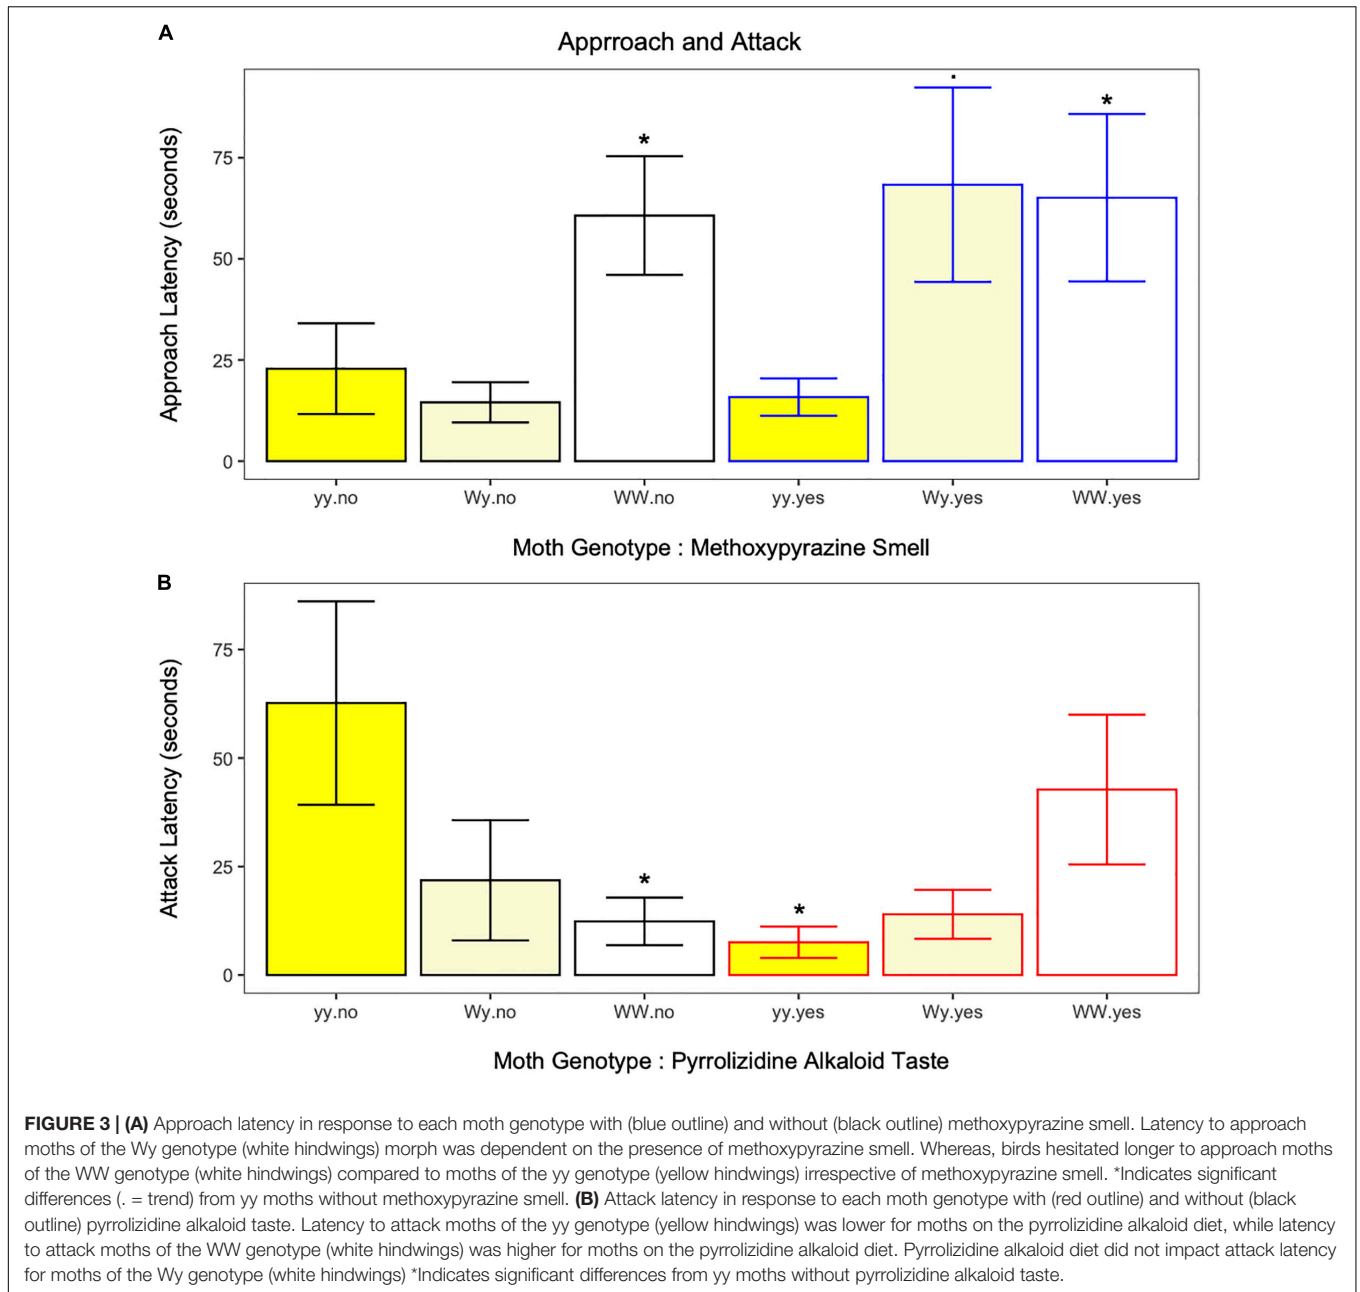 A
Apprroach and Attack
Approach Latency (seconds)
75
50
25
0
*
.
*
yy.no Wy.no WW.no yy.yes Wy.yes WW.yes
Moth Genotype : Methoxypyrazine Smell
B
Attack Latency (seconds)
75
50
25
0
*
*
yy.no Wy.no WW.no yy.yes Wy.yes WW.yes
Moth Genotype : Pyrrolizidine Alkaloid Taste
FIGURE 3 | (A) Approach latency in response to each moth genotype with (blue outline) and without (black outline) methoxypyrazine smell. Latency to approach
moths of the Wy genotype (white hindwings) morph was dependent on the presence of methoxypyrazine smell. Whereas, birds hesitated longer to approach moths
of the WW genotype (white hindwings) compared to moths of the yy genotype (yellow hindwings) irrespective of methoxypyrazine smell. *Indicates significant
differences (. = trend) from yy moths without methoxypyrazine smell. (B) Attack latency in response to each moth genotype with (red outline) and without (black
outline) pyrrolizidine alkaloid taste. Latency to attack moths of the yy genotype (yellow hindwings) was lower for moths on the pyrrolizidine alkaloid diet, while latency
to attack moths of the WW genotype (white hindwings) was higher for moths on the pyrrolizidine alkaloid diet. Pyrrolizidine alkaloid diet did not impact attack latency
for moths of the Wy genotype (white hindwings) *Indicates significant differences from yy moths without pyrrolizidine alkaloid taste.